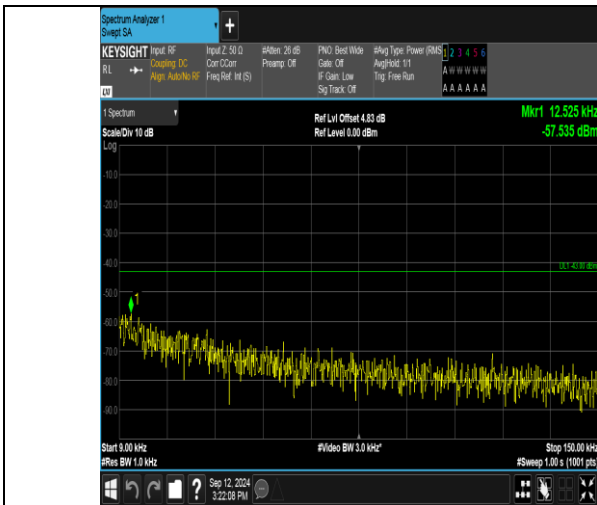 Spectrum Analyzer 1
Swept SA
KEYSIGHT
RL
LXI
Input: RF
Coupling: DC
Align: Auto/No RF
Input Z: 50 Ω
Corr CCorr
Freq Ref: Int (S)
#Atten: 26 dB
Preamp: Off
PNO: Best Wide
Gate: Off
IF Gain: Low
Sig Track: Off
#Avg Type: Power (RMS
Avg|Hold: 1/1
Trig: Free Run
1 2 3 4 5 6
A W W W W W
A A A A A A
1 Spectrum
Scale/Div 10 dB
Log
Ref Lvl Offset 4.83 dB
Ref Level 0.00 dBm
Mkr1 12.525 kHz
-57.535 dBm
-10.0
-20.0
-30.0
-40.0
DL1 -43.00 dBm
-50.0
1
-60.0
-70.0
-80.0
-90.0
Start 9.00 kHz
#Res BW 1.0 kHz
#Video BW 3.0 kHz*
Stop 150.00 kHz
#Sweep 1.00 s (1001 pts)
?
Sep 12, 2024
3:22:08 PM